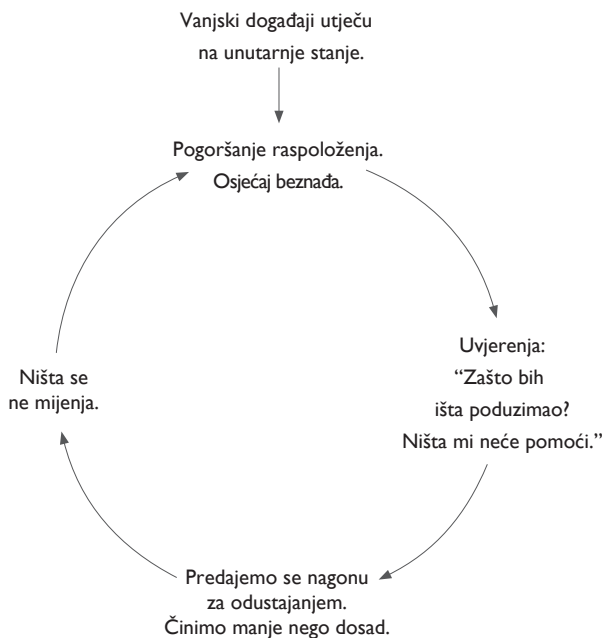 Vanjski događaji utječu
na unutarnje stanje.
Pogoršanje raspoloženja.
Osjećaj beznađa.
Uvjerenja:
“Zašto bih
išta poduzimao?
Ništa mi neće pomoći.”
Predajemo se nagonu
za odustajanjem.
Činimo manje nego dosad.
Ništa se
ne mijenja.